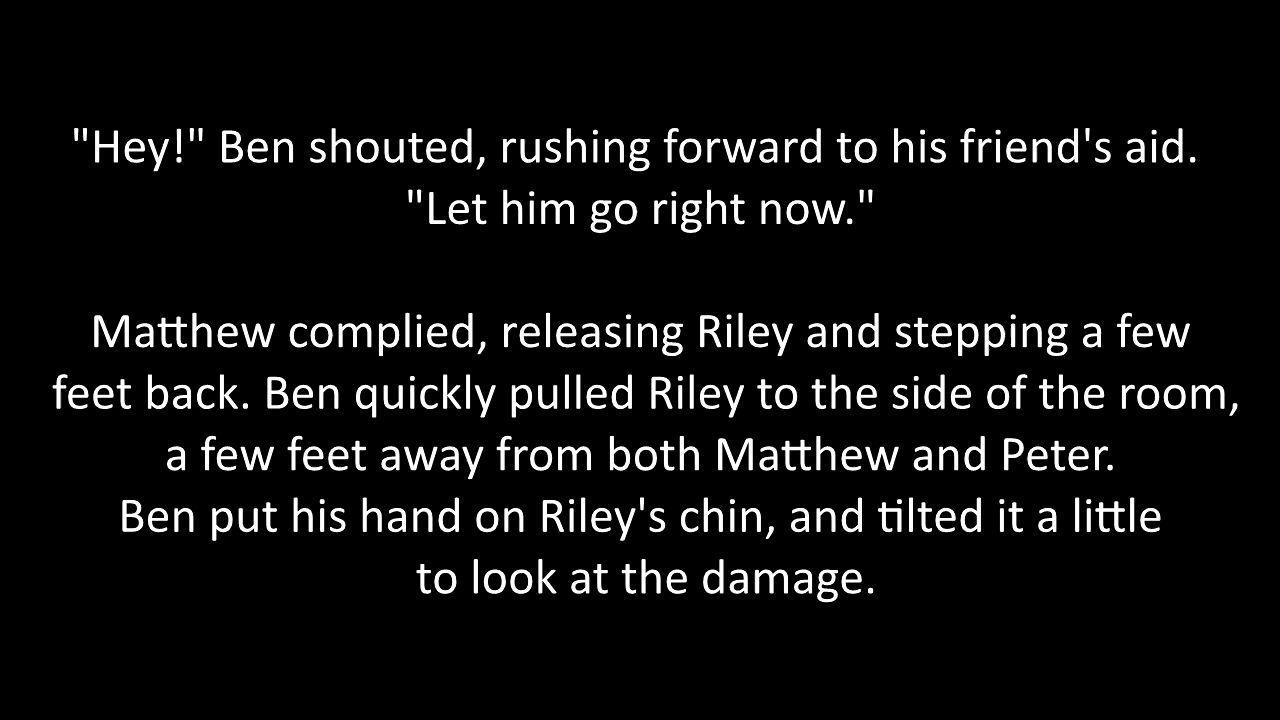 "Hey!" Ben shouted, rushing forward to his friend's aid.
"Let him go right now."
Matthew complied, releasing Riley and stepping a few
feet back. Ben quickly pulled Riley to the side of the room,
a few feet away from both Matthew and Peter.
Ben put his hand on Riley's chin, and tilted it a little
to look at the damage.